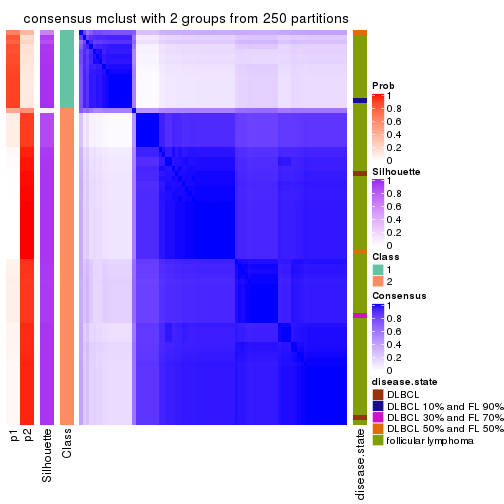 consensus mclust with 2 groups from 250 partitions
Prob
1
0.8
0.6
0.4
0.2
0
Silhouette
1
0.8
0.6
0.4
0.2
0
Class
1
2
Consensus
1
0.8
0.6
0.4
0.2
0
disease.state
DLBCL
DLBCL 10% and FL 90%
DLBCL 30% and FL 70%
DLBCL 50% and FL 50%
follicular lymphoma
p1
p2
Silhouette
Class
disease.state